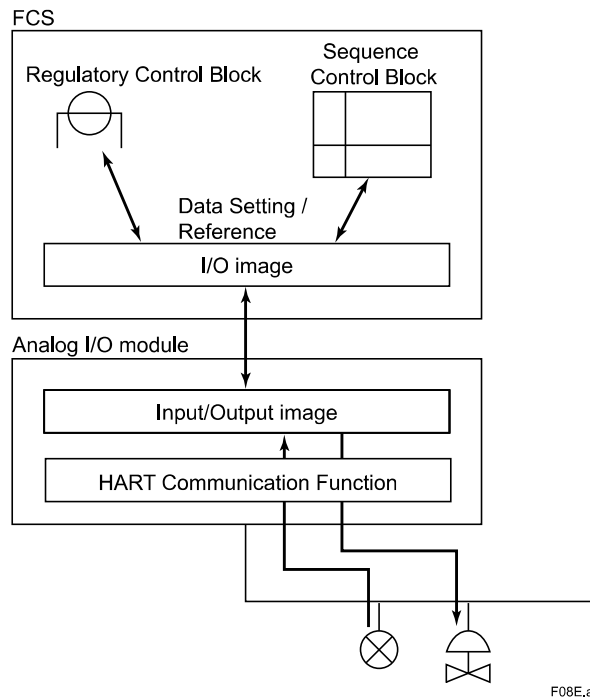 FCS
Regulatory Control Block
Sequence
Control Block
Data Setting /
Reference
I/O image
Analog I/O module
Input/Output image
HART Communication Function
F08E.a